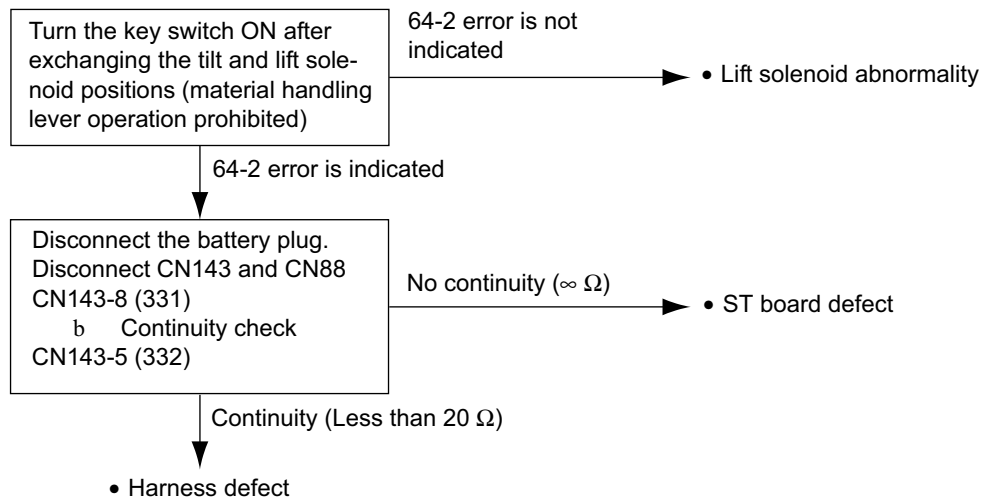 Turn the key switch ON after
exchanging the tilt and lift sole-
noid positions (material handling
lever operation prohibited)
64-2 error is not
indicated
• Lift solenoid abnormality
64-2 error is indicated
Disconnect the battery plug.
Disconnect CN143 and CN88
CN143-8 (331)
b Continuity check
CN143-5 (332)
No continuity (∞ Ω)
• ST board defect
Continuity (Less than 20 Ω)
• Harness defect